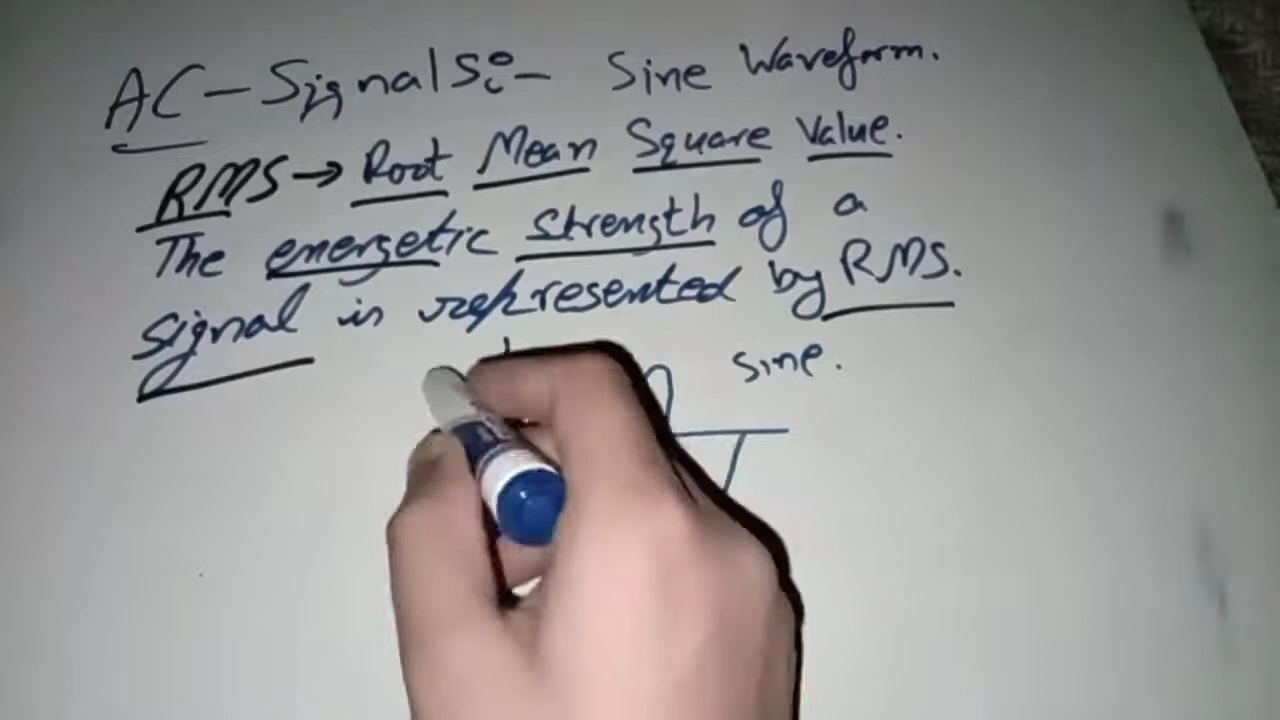 AC - Signals:- Sine Waveform.
RMS → Root Mean Square Value.
The energetic strength of a
signal is represented by RMS.
sine.